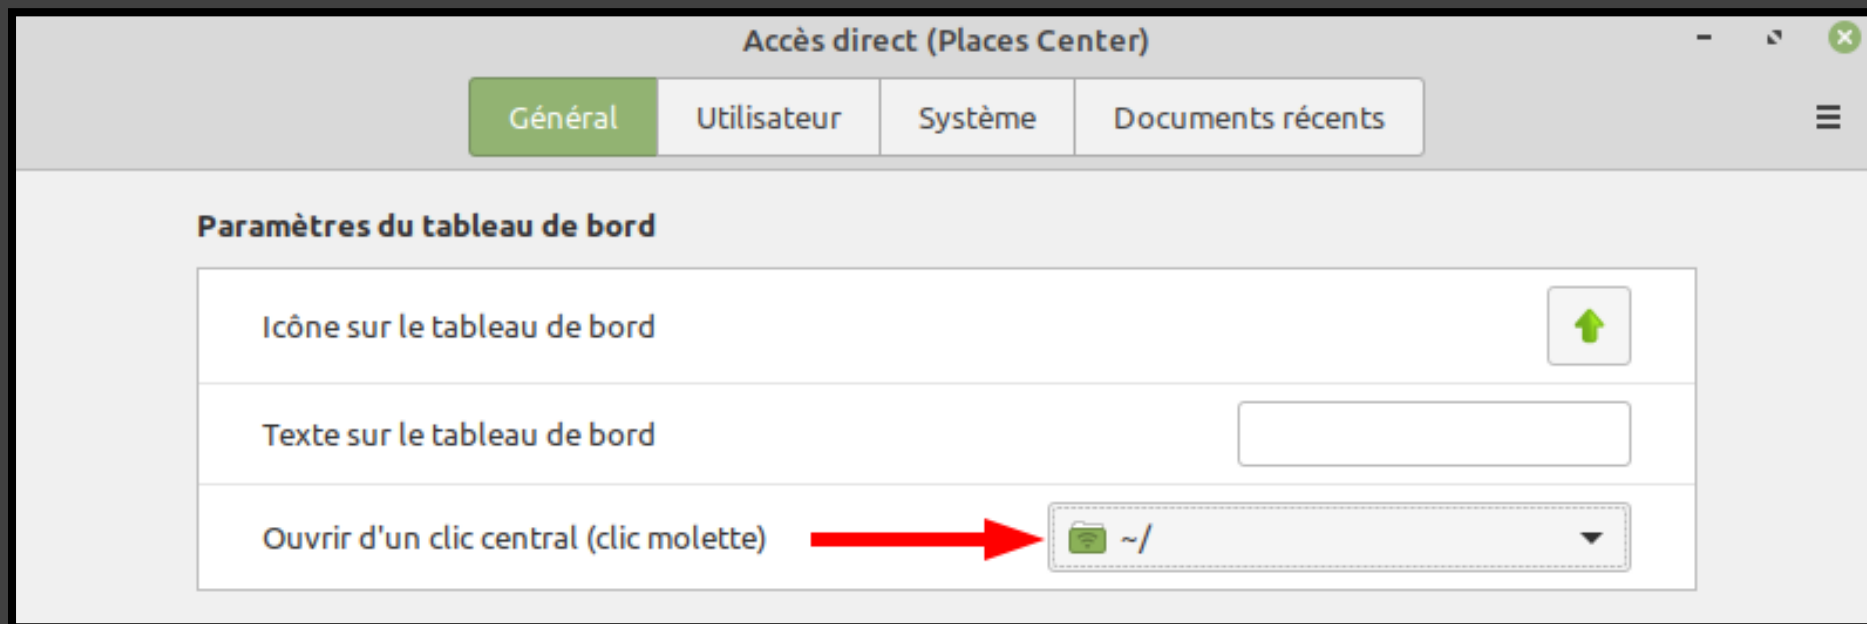 Accès direct (Places Center)
Général Utilisateur Système Documents récents
Paramètres du tableau de bord
Icône sur le tableau de bord
Texte sur le tableau de bord
Ouvrir d'un clic central (clic molette) ~/